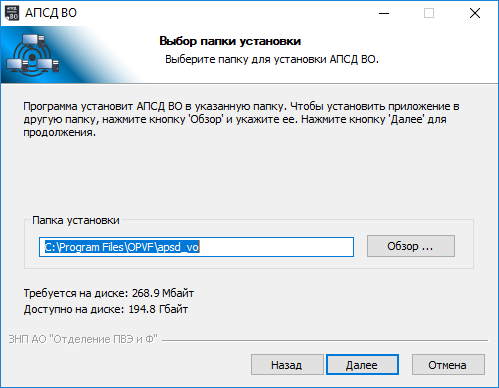 АПСД ВО
Выбор папки установки
Выберите папку для установки АПСД ВО.
Программа установит АПСД ВО в указанную папку. Чтобы установить приложение в
другую папку, нажмите кнопку 'Обзор' и укажите ее. Нажмите кнопку 'Далее' для
продолжения.
Папка установки
C:\Program Files\OPVF\apsd_vo
Обзор ...
Требуется на диске: 268.9 Мбайт
Доступно на диске: 194.8 Гбайт
ЗНП АО "Отделение ПВЭ и Ф"
Назад
Далее
Отмена